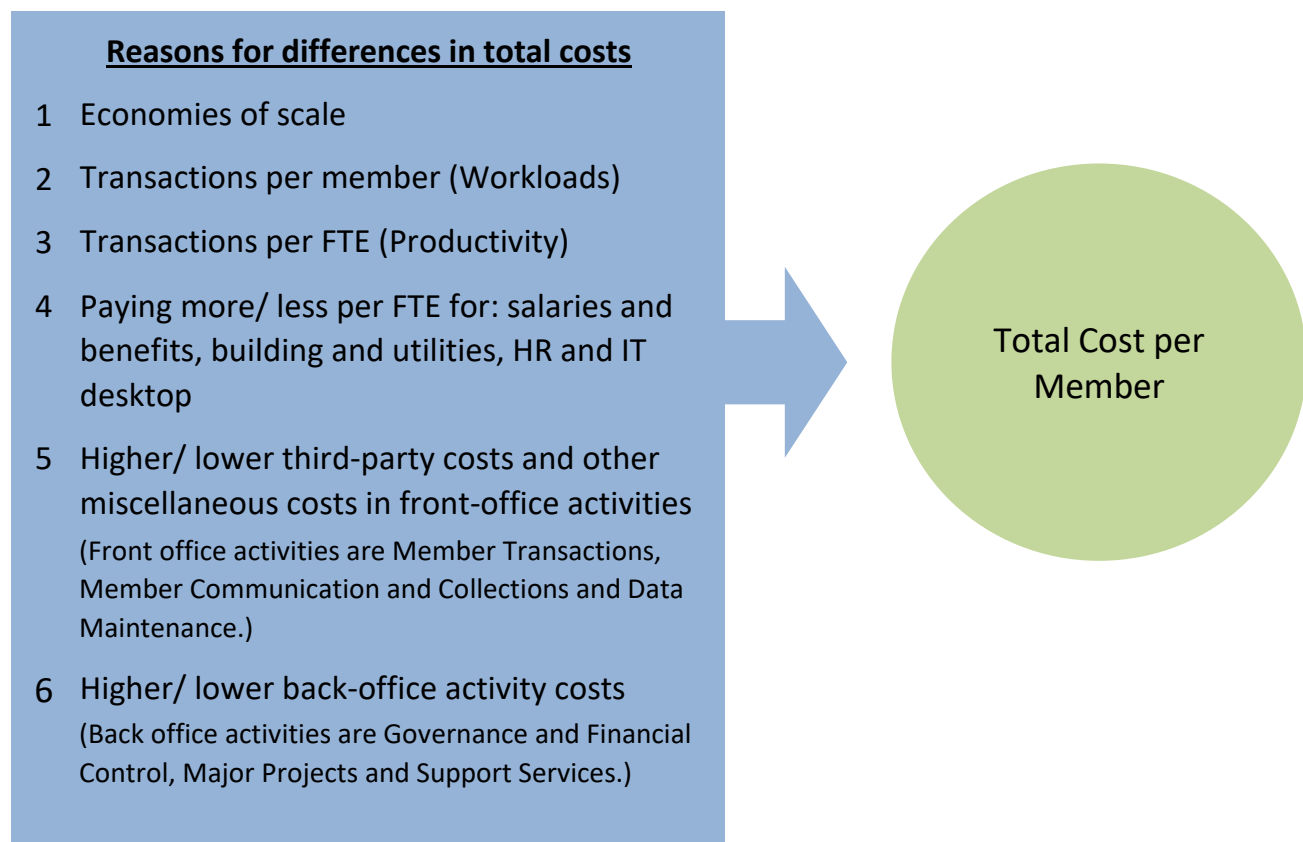 Reasons for differences in total costs
1 Economies of scale
2 Transactions per member (Workloads)
3 Transactions per FTE (Productivity)
4 Paying more/ less per FTE for: salaries and
benefits, building and utilities, HR and IT
desktop
5 Higher/ lower third-party costs and other
miscellaneous costs in front-office activities
(Front office activities are Member Transactions,
Member Communication and Collections and Data
Maintenance.)
6 Higher/ lower back-office activity costs
(Back office activities are Governance and Financial
Control, Major Projects and Support Services.)
Total Cost per
Member